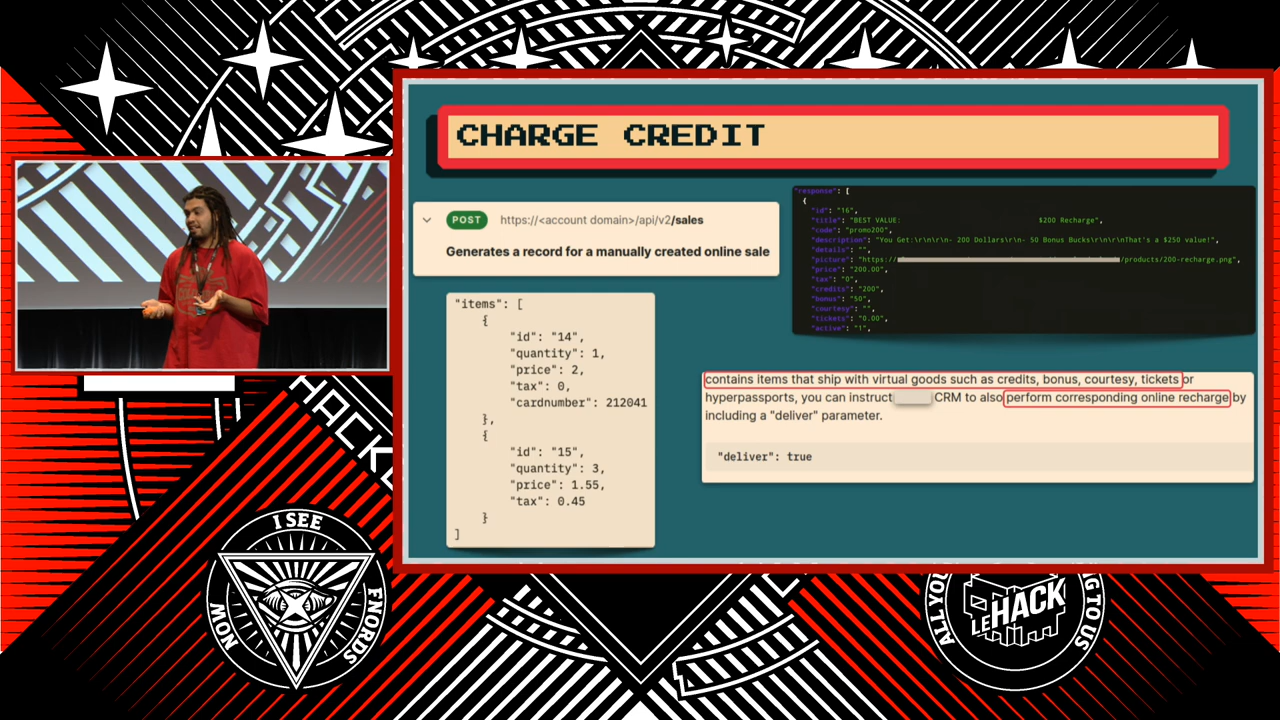 CHARGE CREDIT
POST https://<account domain>/api/v2/sales
Generates a record for a manually created online sale
"items": [
{
"id": "14",
"quantity": 1,
"price": 2,
"tax": 0,
"cardnumber": 212041
},
{
"id": "15",
"quantity": 3,
"price": 1.55,
"tax": 0.45
}
]
"response": [
{
"id": "16",
"title": "BEST VALUE: $200 Recharge",
"code": "promo200",
"description": "You Get:\r\n\r\n- 200 Dollars\r\n- 50 Bonus Bucks\r\n\r\nThat's a $250 value!",
"details": "",
"picture": "https:// /products/200-recharge.png",
"price": "200.00",
"tax": "0",
"credits": "200",
"bonus": "50",
"courtesy": "",
"tickets": "0.00",
"active": "1",
contains items that ship with virtual goods such as credits, bonus, courtesy, tickets or
hyperpassports, you can instruct CRM to also perform corresponding online recharge by
including a "deliver" parameter.
"deliver": true
I SEE
FNORDS
NOW
LEHACK